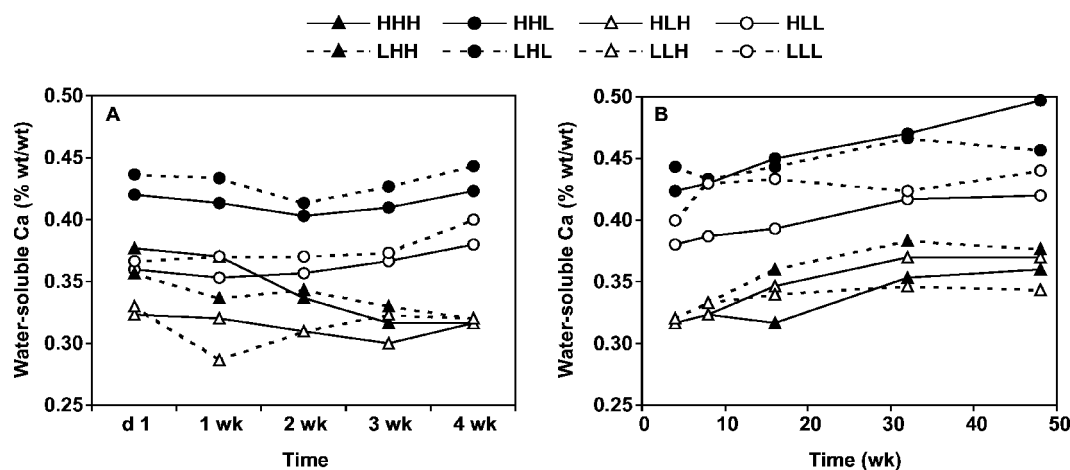 HHH HHL HLH HLL
LHH LHL LLH LLL
A
0.50
0.45
0.40
0.35
0.30
0.25
Water-soluble Ca (% wt/wt)
d 1 1 wk 2 wk 3 wk 4 wk
Time
B
0.50
0.45
0.40
0.35
0.30
0.25
Water-soluble Ca (% wt/wt)
0 10 20 30 40 50
Time (wk)